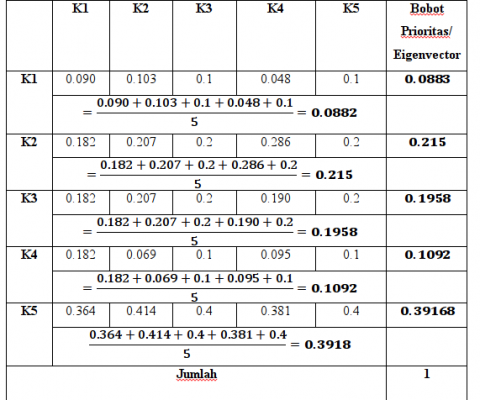 K1 K2 K3 K4 K5 Bobot Prioritas/ Eigenvector
K1 0.090 0.103 0.1 0.048 0.1 0.0883
= (0.090 + 0.103 + 0.1 + 0.048 + 0.1) / 5 = 0.0882
K2 0.182 0.207 0.2 0.286 0.2 0.215
= (0.182 + 0.207 + 0.2 + 0.286 + 0.2) / 5 = 0.215
K3 0.182 0.207 0.2 0.190 0.2 0.1958
= (0.182 + 0.207 + 0.2 + 0.190 + 0.2) / 5 = 0.1958
K4 0.182 0.069 0.1 0.095 0.1 0.1092
= (0.182 + 0.069 + 0.1 + 0.095 + 0.1) / 5 = 0.1092
K5 0.364 0.414 0.4 0.381 0.4 0.39168
(0.364 + 0.414 + 0.4 + 0.381 + 0.4) / 5 = 0.3918
Jumlah 1